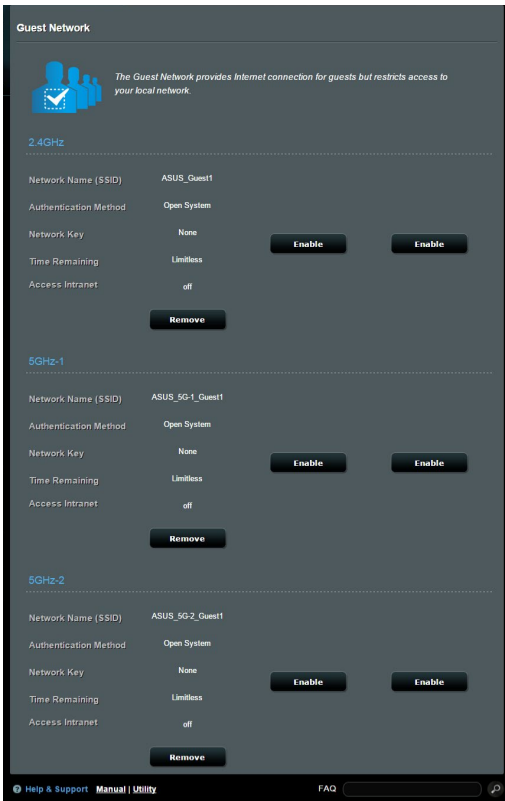 Guest Network
The Guest Network provides Internet connection for guests but restricts access to
your local network.
2.4GHz
Network Name (SSID) ASUS_Guest1
Authentication Method Open System
Network Key None
Enable Enable
Time Remaining Limitless
Access Intranet off
Remove
5GHz-1
Network Name (SSID) ASUS_5G-1_Guest1
Authentication Method Open System
Network Key None
Enable Enable
Time Remaining Limitless
Access Intranet off
Remove
5GHz-2
Network Name (SSID) ASUS_5G-2_Guest1
Authentication Method Open System
Network Key None
Enable Enable
Time Remaining Limitless
Access Intranet off
Remove
Help & Support Manual | Utility FAQ